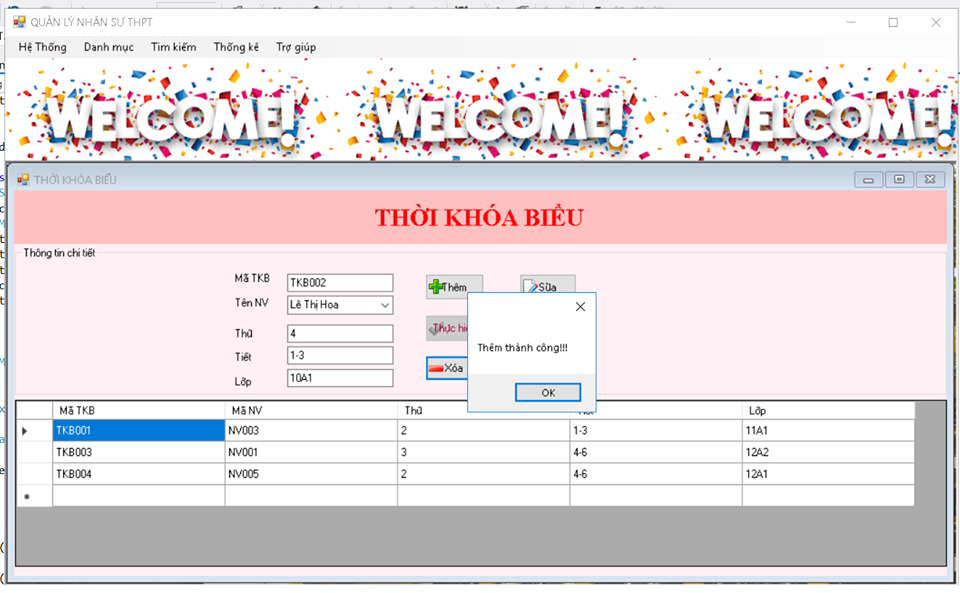 QUẢN LÝ NHÂN SỰ THPT
Hệ Thống Danh mục Tìm kiếm Thống kê Trợ giúp
WELCOME! WELCOME! WELCOME!
THỜI KHÓA BIỂU
THỜI KHÓA BIỂU
Thông tin chi tiết
Mã TKB TKB002 Thêm Sửa
Tên NV Lê Thị Hoa
Thứ 4 Thực
Tiết 1-3 Thêm thành công!!!
Lớp 10A1 Xóa
OK
Mã TKB Mã NV Thứ Lớp
TKB001 NV003 2 1-3 11A1
TKB003 NV001 3 4-6 12A2
TKB004 NV005 2 4-6 12A1